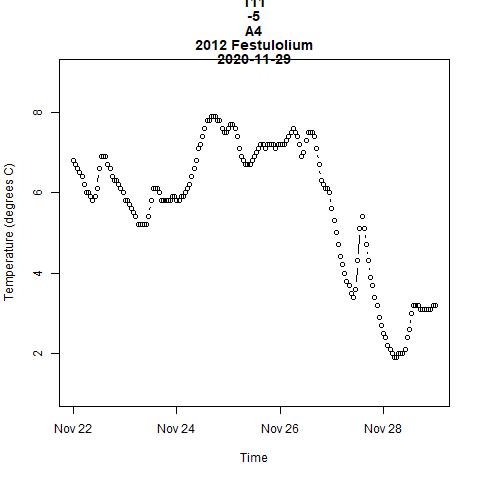 -5
A4
2012 Festulolium
2020-11-29
Temperature (degrees C)
8
6
4
2
Nov 22 Nov 24 Nov 26 Nov 28
Time